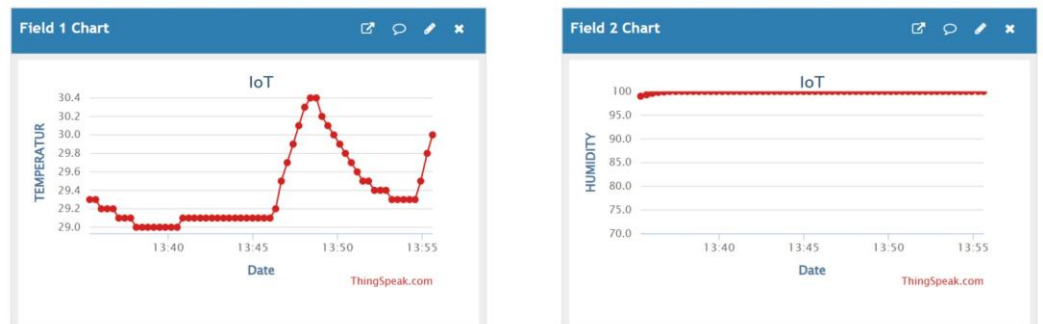 Field 1 Chart
IoT
30.4
30.2
30.0
29.8
29.6
29.4
29.2
29.0
TEMPERATUR
13:40 13:45 13:50 13:55
Date
ThingSpeak.com
Field 2 Chart
IoT
100
95.0
90.0
85.0
80.0
75.0
70.0
HUMIDITY
13:40 13:45 13:50 13:55
Date
ThingSpeak.com